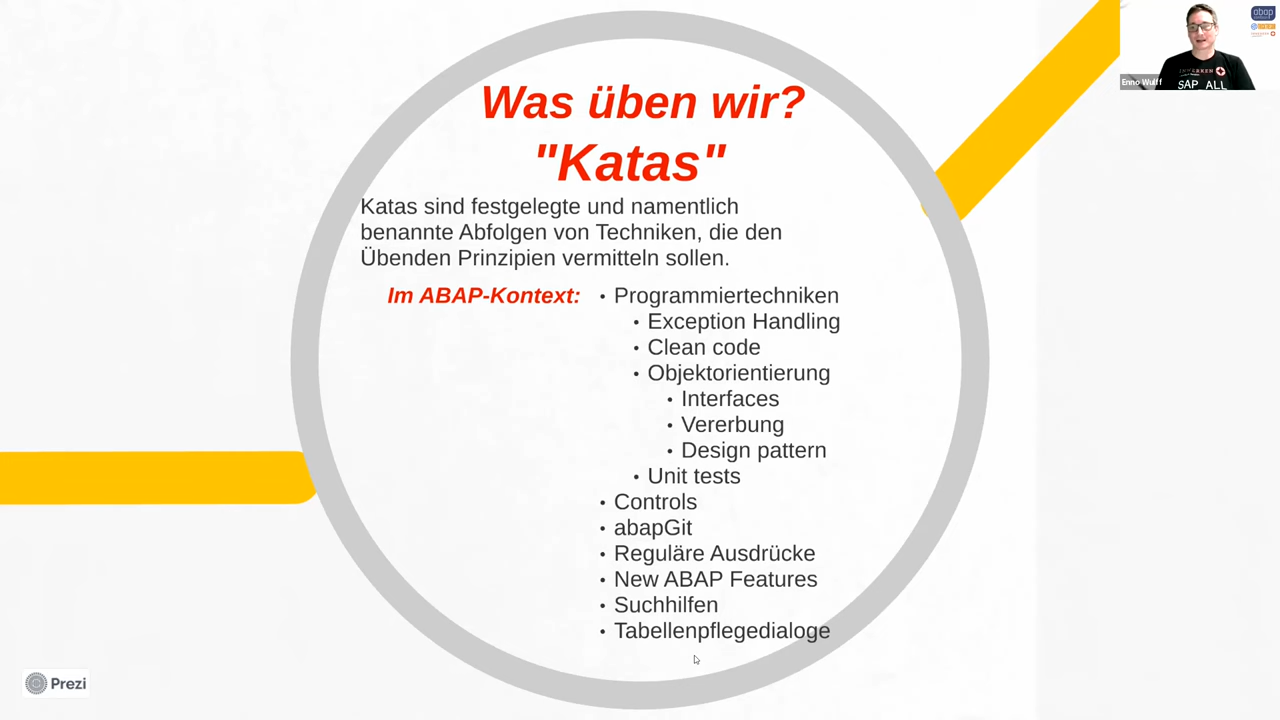 Was üben wir?
"Katas"
Katas sind festgelegte und namentlich
benannte Abfolgen von Techniken, die den
Übenden Prinzipien vermitteln sollen.
Im ABAP-Kontext:
• Programmiertechniken
• Exception Handling
• Clean code
• Objektorientierung
• Interfaces
• Vererbung
• Design pattern
• Unit tests
• Controls
• abapGit
• Reguläre Ausdrücke
• New ABAP Features
• Suchhilfen
• Tabellenpflegedialoge
Prezi
abap
SAP ALL
Enno Wulff